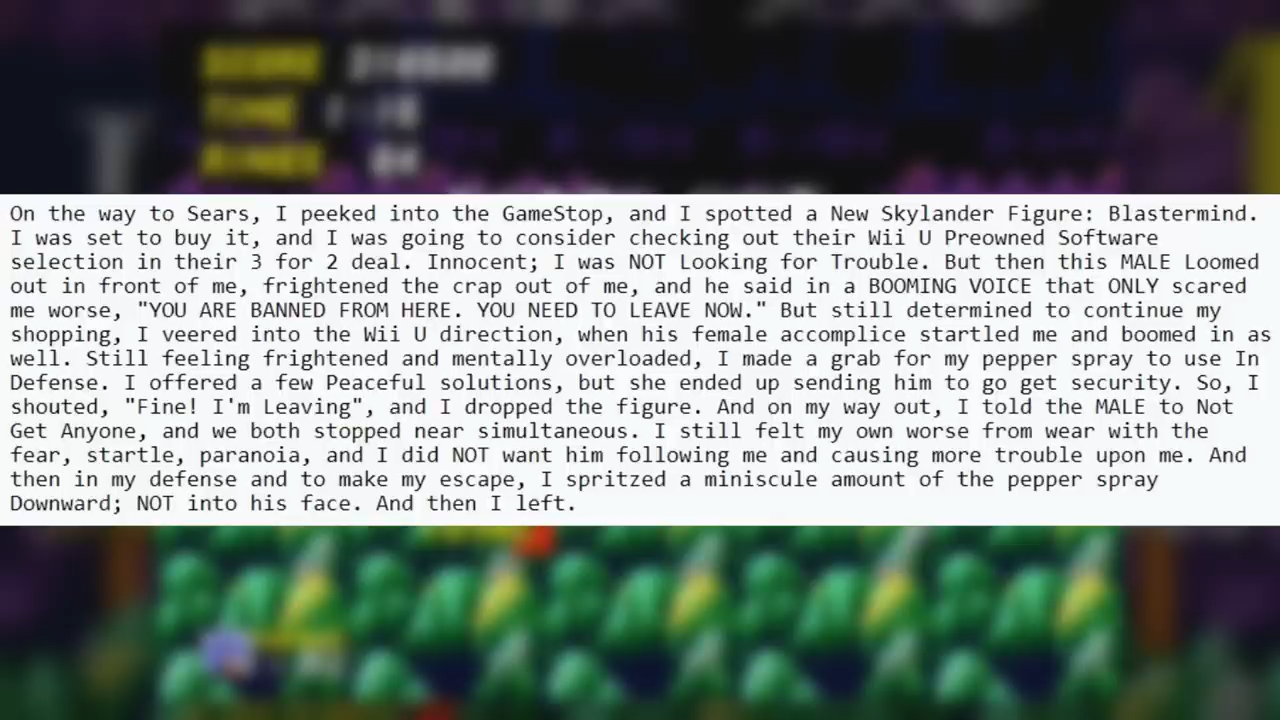 SCORE
TIME
RINGS
On the way to Sears, I peeked into the GameStop, and I spotted a New Skylander Figure: Blastermind.
I was set to buy it, and I was going to consider checking out their Wii U Preowned Software
selection in their 3 for 2 deal. Innocent; I was NOT Looking for Trouble. But then this MALE Loomed
out in front of me, frightened the crap out of me, and he said in a BOOMING VOICE that ONLY scared
me worse, "YOU ARE BANNED FROM HERE. YOU NEED TO LEAVE NOW." But still determined to continue my
shopping, I veered into the Wii U direction, when his female accomplice startled me and boomed in as
well. Still feeling frightened and mentally overloaded, I made a grab for my pepper spray to use In
Defense. I offered a few Peaceful solutions, but she ended up sending him to go get security. So, I
shouted, "Fine! I'm Leaving", and I dropped the figure. And on my way out, I told the MALE to Not
Get Anyone, and we both stopped near simultaneous. I still felt my own worse from wear with the
fear, startle, paranoia, and I did NOT want him following me and causing more trouble upon me. And
then in my defense and to make my escape, I spritzed a miniscule amount of the pepper spray
Downward; NOT into his face. And then I left.